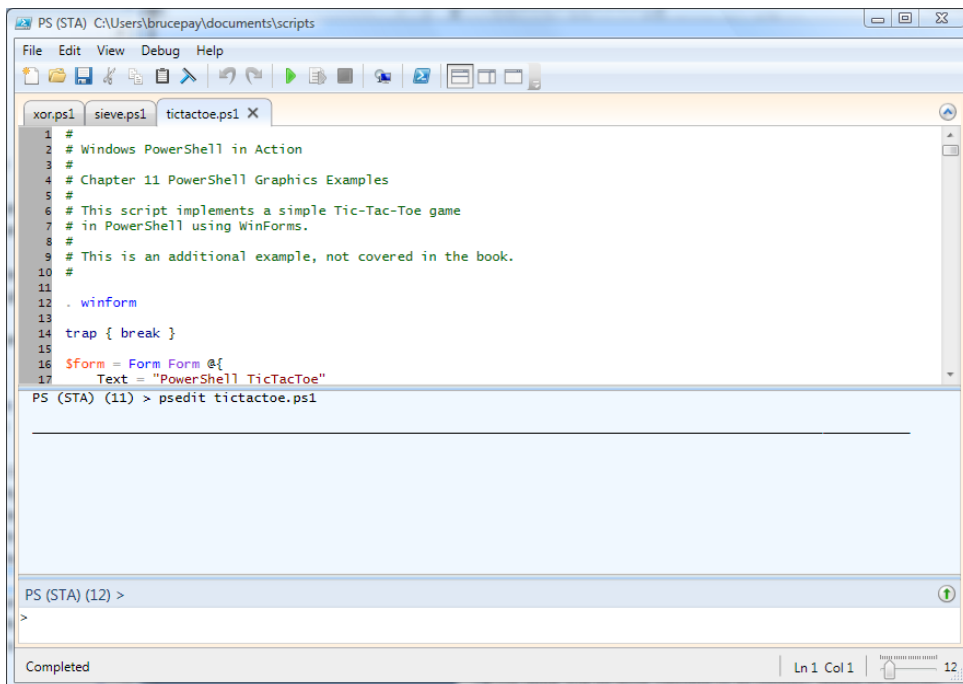 PS (STA) C:\Users\brucepay\documents\scripts
File Edit View Debug Help
xor.ps1 sieve.ps1 tictactoe.ps1
1 #
2 # Windows PowerShell in Action
3 #
4 # Chapter 11 PowerShell Graphics Examples
5 #
6 # This script implements a simple Tic-Tac-Toe game
7 # in PowerShell using WinForms.
8 #
9 # This is an additional example, not covered in the book.
10 #
11
12 . winform
13
14 trap { break }
15
16 $form = Form Form @{
17 Text = "PowerShell TicTacToe"
PS (STA) (11) > psedit tictactoe.ps1
PS (STA) (12) >
>
Completed Ln 1 Col 1 12